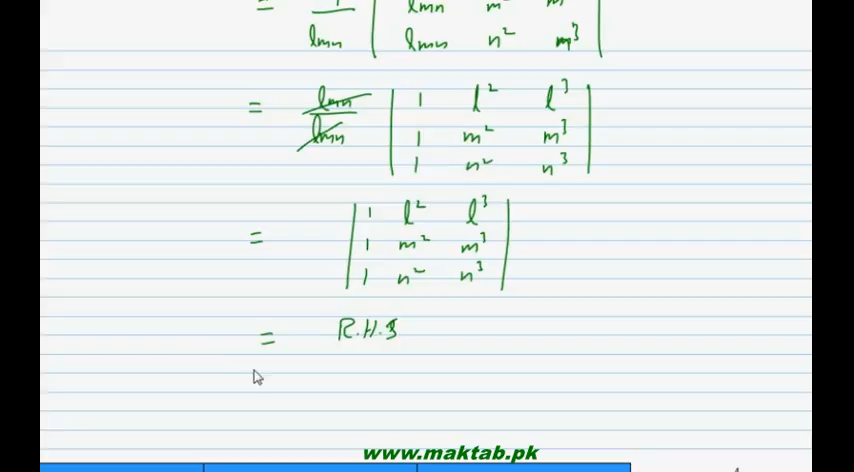 = 1 lmn m² m
lmn | lmn n² m³ |
= lmn | 1 l² l³ |
lmn | 1 m² m³ |
| 1 n² n³ |
| 1 l² l³ |
= | 1 m² m³ |
| 1 n² n³ |
= R.H.S
www.maktab.pk